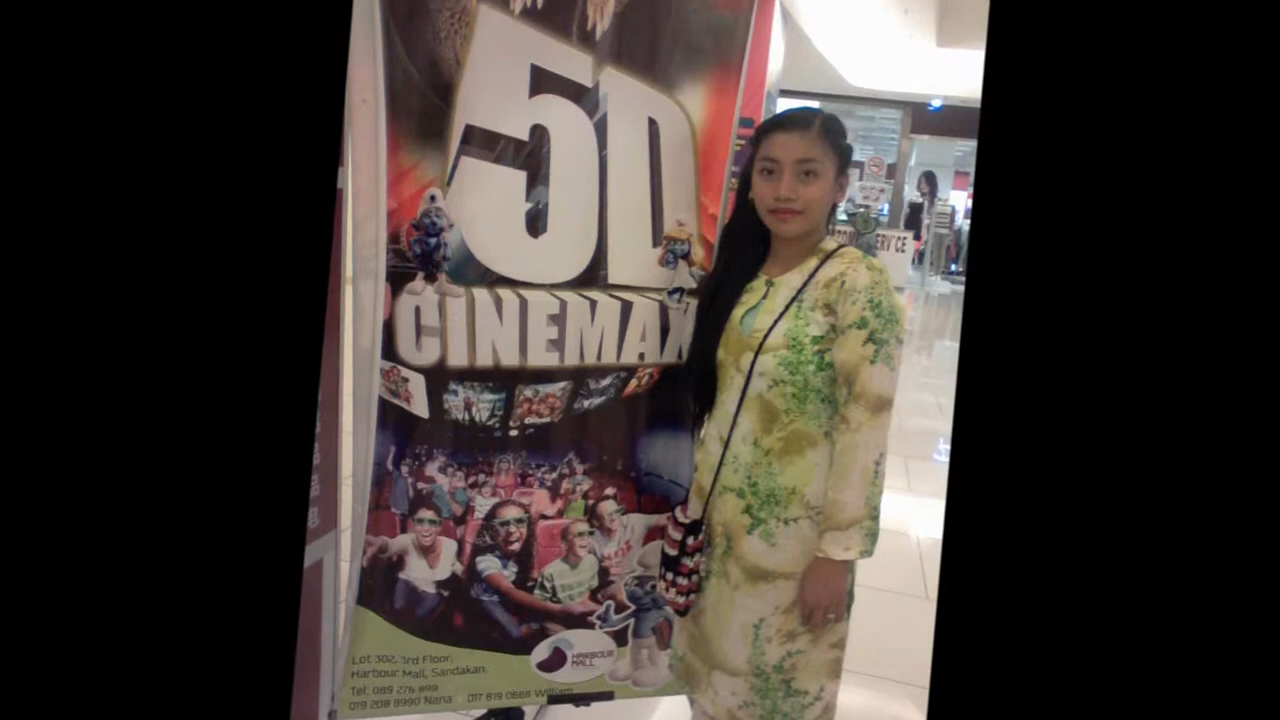 5D
CINEMAX
HARBOUR
MALL
Lot 302, 3rd Floor,
Harbour Mall, Sandakan.
Tel: 089 276 899
019 208 8990 Nana 017 819 0668 William